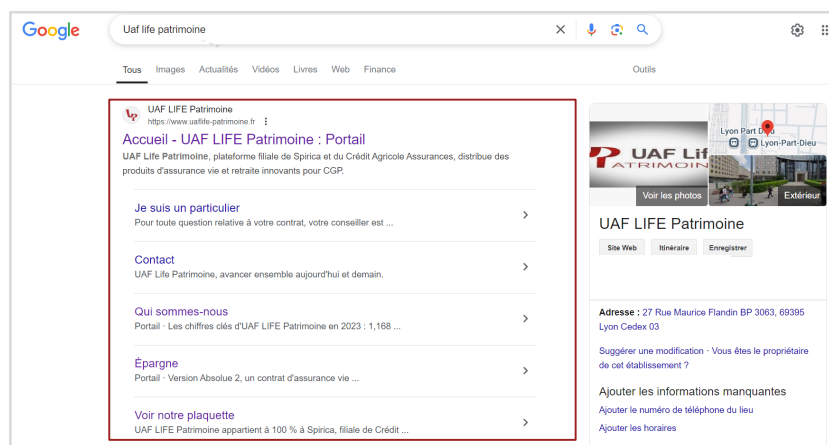 Google
Uaf life patrimoine
Tous Images Actualités Vidéos Livres Web Finance Outils
UAF LIFE Patrimoine
https://www.uaflife-patrimoine.fr
Accueil - UAF LIFE Patrimoine : Portail
UAF Life Patrimoine, plateforme filiale de Spirica et du Crédit Agricole Assurances, distribue des
produits d'assurance vie et retraite innovants pour CGP.
Je suis un particulier
Pour toute question relative à votre contrat, votre conseiller est ...
Contact
UAF Life Patrimoine, avancer ensemble aujourd'hui et demain.
Qui sommes-nous
Portail · Les chiffres clés d'UAF LIFE Patrimoine en 2023 : 1,168 ...
Épargne
Portail · Version Absolue 2, un contrat d'assurance vie ...
Voir notre plaquette
UAF LIFE Patrimoine appartient à 100 % à Spirica, filiale de Crédit ...
UAF Lif
PATRIMOIN
Voir les photos
Lyon Part Dieu
Lyon-Part-Dieu
Extérieur
UAF LIFE Patrimoine
Site Web Itinéraire Enregistrer
Adresse : 27 Rue Maurice Flandin BP 3063, 69395
Lyon Cedex 03
Suggérer une modification · Vous êtes le propriétaire
de cet établissement ?
Ajouter les informations manquantes
Ajouter le numéro de téléphone du lieu
Ajouter les horaires